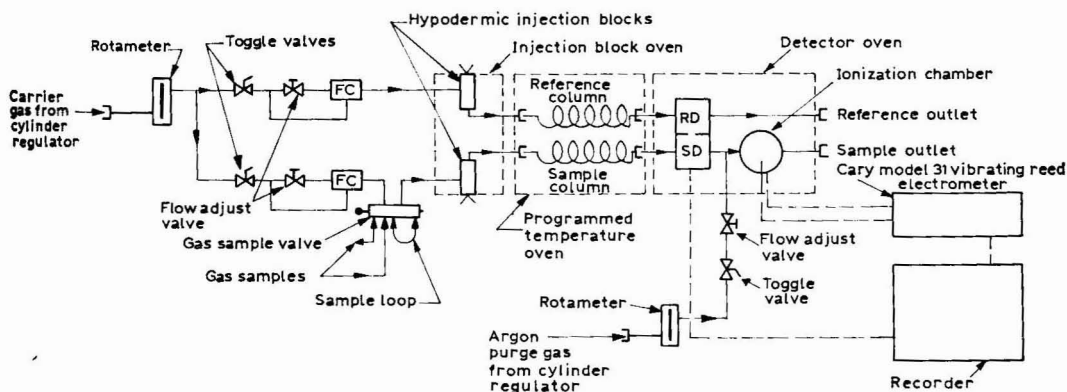 Hypodermic injection blocks
Rotameter
Toggle valves
Injection block oven
Detector oven
Ionization chamber
Carrier
gas from
cylinder
regulator
FC
Reference
column
RD
Reference outlet
SD
Sample outlet
Sample
column
Cary model 31 vibrating reed
electrometer
FC
Flow adjust
valve
Gas sample valve
Gas samples
Sample loop
Programmed
temperature
oven
Flow adjust
valve
Toggle
valve
Rotameter
Argon
purge gas
from cylinder
regulator
Recorder